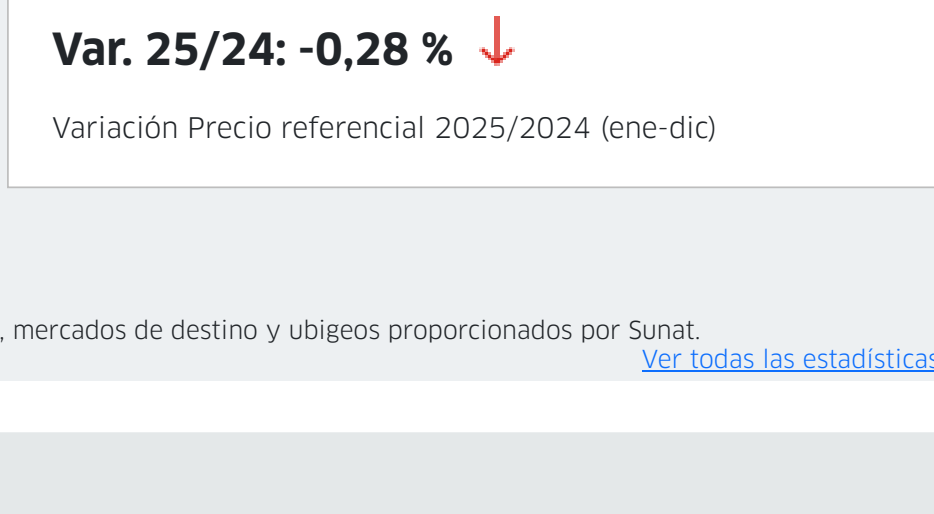 Var. 25/24: -0,28 %
Variación Precio referencial 2025/2024 (ene-dic)
, mercados de destino y ubigeos proporcionados por Sunat.
Ver todas las estadísticas